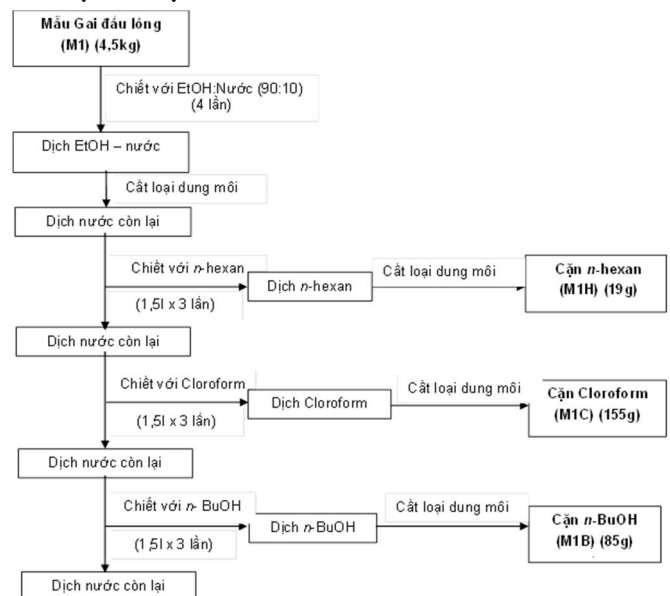 Mẫu Gai đầu lông
(M1) (4,5kg)
Chiết với EtOH:Nước (90:10)
(4 lần)
Dịch EtOH – nước
Cất loại dung môi
Dịch nước còn lại
Chiết với n-hexan
(1,5l x 3 lần)
Dịch n-hexan
Cất loại dung môi
Cặn n-hexan
(M1H) (19g)
Dịch nước còn lại
Chiết với Cloroform
(1,5l x 3 lần)
Dịch Cloroform
Cất loại dung môi
Cặn Cloroform
(M1C) (155g)
Dịch nước còn lại
Chiết với n- BuOH
(1,5l x 3 lần)
Dịch n-BuOH
Cất loại dung môi
Cặn n-BuOH
(M1B) (85g)
Dịch nước còn lại